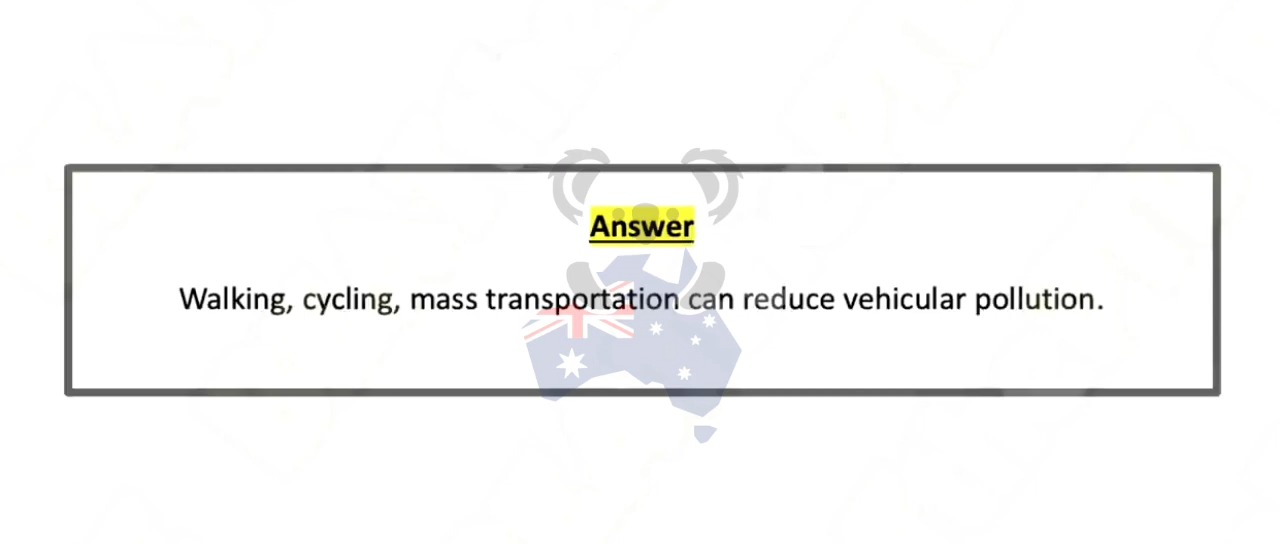 Answer
Walking, cycling, mass transportation can reduce vehicular pollution.